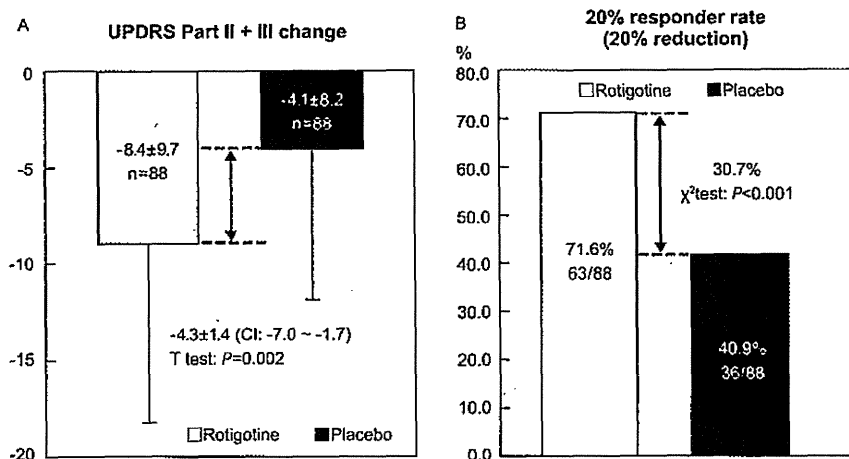 A
UPDRS Part II + III change
0
-5
-10
-15
-20
-8.4±9.7
n=88
-4.1±8.2
n=88
-4.3±1.4 (CI: -7.0 ~ -1.7)
T test: P=0.002
Rotigotine
Placebo
B
20% responder rate
(20% reduction)
%
80.0
70.0
60.0
50.0
40.0
30.0
20.0
10.0
0.0
Rotigotine
Placebo
30.7%
χ²test: P<0.001
71.6%
63/88
40.9%
36/88